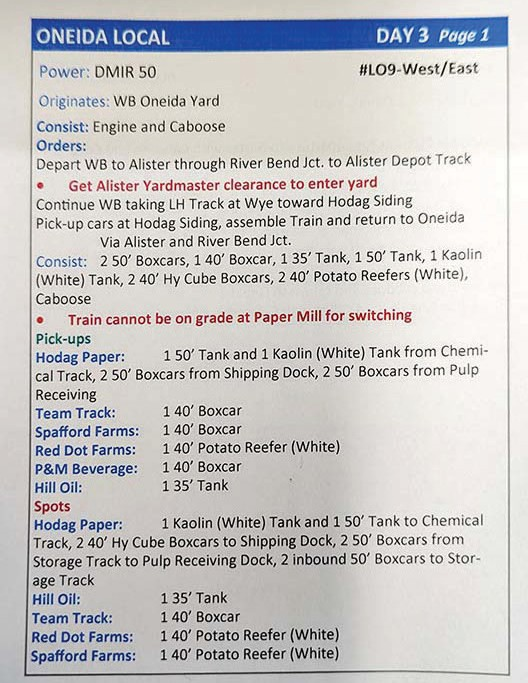 ONEIDA LOCAL DAY 3 Page 1
Power: DMIR 50 #LO9-West/East
Originates: WB Oneida Yard
Consist: Engine and Caboose
Orders:
Depart WB to Alister through River Bend Jct. to Alister Depot Track
• Get Alister Yardmaster clearance to enter yard
Continue WB taking LH Track at Wye toward Hodag Siding
Pick-up cars at Hodag Siding, assemble Train and return to Oneida
Via Alister and River Bend Jct.
Consist: 2 50' Boxcars, 1 40' Boxcar, 1 35' Tank, 1 50' Tank, 1 Kaolin
(White) Tank, 2 40' Hy Cube Boxcars, 2 40' Potato Reefers (White),
Caboose
• Train cannot be on grade at Paper Mill for switching
Pick-ups
Hodag Paper: 1 50' Tank and 1 Kaolin (White) Tank from Chemi-
cal Track, 2 50' Boxcars from Shipping Dock, 2 50' Boxcars from Pulp
Receiving
Team Track: 1 40' Boxcar
Spafford Farms: 1 40' Boxcar
Red Dot Farms: 1 40' Potato Reefer (White)
P&M Beverage: 1 40' Boxcar
Hill Oil: 1 35' Tank
Spots
Hodag Paper: 1 Kaolin (White) Tank and 1 50' Tank to Chemical
Track, 2 40' Hy Cube Boxcars to Shipping Dock, 2 50' Boxcars from
Storage Track to Pulp Receiving Dock, 2 inbound 50' Boxcars to Stor-
age Track
Hill Oil: 1 35' Tank
Team Track: 1 40' Boxcar
Red Dot Farms: 1 40' Potato Reefer (White)
Spafford Farms: 1 40' Potato Reefer (White)